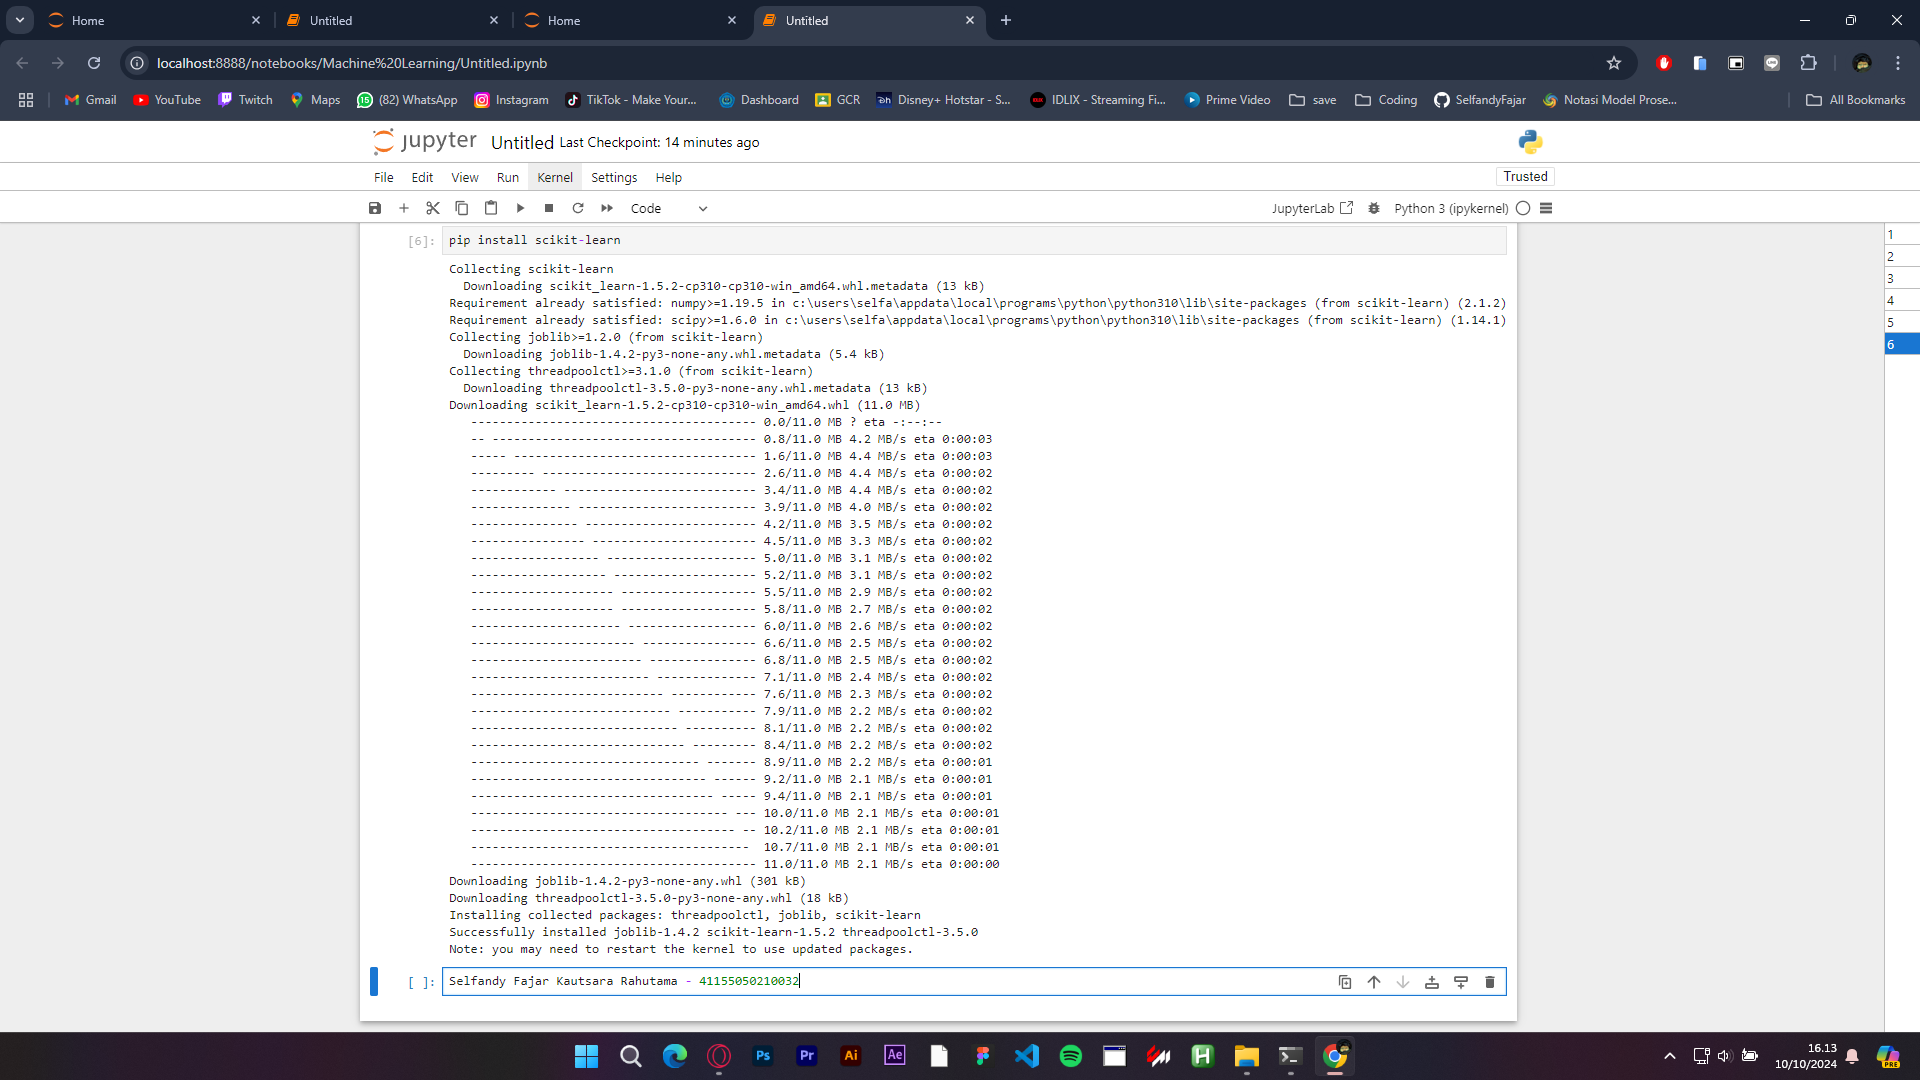 Home
Untitled
Home
Untitled
localhost:8888/notebooks/Machine%20Learning/Untitled.ipynb
Gmail
YouTube
Twitch
Maps
(82) WhatsApp
Instagram
TikTok - Make Your...
Dashboard
GCR
Disney+ Hotstar - S...
IDLIX - Streaming Fi...
Prime Video
save
Coding
SelfandyFajar
Notasi Model Prose...
All Bookmarks
jupyter Untitled Last Checkpoint: 14 minutes ago
File Edit View Run Kernel Settings Help
Trusted
Code
JupyterLab
Python 3 (ipykernel)
[6]: pip install scikit-learn
Collecting scikit-learn
Downloading scikit_learn-1.5.2-cp310-cp310-win_amd64.whl.metadata (13 kB)
Requirement already satisfied: numpy>=1.19.5 in c:\users\selfa\appdata\local\programs\python\python310\lib\site-packages (from scikit-learn) (2.1.2)
Requirement already satisfied: scipy>=1.6.0 in c:\users\selfa\appdata\local\programs\python\python310\lib\site-packages (from scikit-learn) (1.14.1)
Collecting joblib>=1.2.0 (from scikit-learn)
Downloading joblib-1.4.2-py3-none-any.whl.metadata (5.4 kB)
Collecting threadpoolctl>=3.1.0 (from scikit-learn)
Downloading threadpoolctl-3.5.0-py3-none-any.whl.metadata (13 kB)
Downloading scikit_learn-1.5.2-cp310-cp310-win_amd64.whl (11.0 MB)
---------------------------------------- 0.0/11.0 MB ? eta -:--:--
-- ------------------------------------- 0.8/11.0 MB 4.2 MB/s eta 0:00:03
----- ---------------------------------- 1.6/11.0 MB 4.4 MB/s eta 0:00:03
--------- ------------------------------ 2.6/11.0 MB 4.4 MB/s eta 0:00:02
------------ --------------------------- 3.4/11.0 MB 4.4 MB/s eta 0:00:02
-------------- ------------------------- 3.9/11.0 MB 4.0 MB/s eta 0:00:02
--------------- ------------------------ 4.2/11.0 MB 3.5 MB/s eta 0:00:02
---------------- ----------------------- 4.5/11.0 MB 3.3 MB/s eta 0:00:02
------------------ --------------------- 5.0/11.0 MB 3.1 MB/s eta 0:00:02
------------------- -------------------- 5.2/11.0 MB 3.1 MB/s eta 0:00:02
-------------------- ------------------- 5.5/11.0 MB 2.9 MB/s eta 0:00:02
-------------------- ------------------- 5.8/11.0 MB 2.7 MB/s eta 0:00:02
--------------------- ------------------ 6.0/11.0 MB 2.6 MB/s eta 0:00:02
----------------------- ---------------- 6.6/11.0 MB 2.5 MB/s eta 0:00:02
------------------------ --------------- 6.8/11.0 MB 2.5 MB/s eta 0:00:02
------------------------- -------------- 7.1/11.0 MB 2.4 MB/s eta 0:00:02
--------------------------- ------------ 7.6/11.0 MB 2.3 MB/s eta 0:00:02
---------------------------- ----------- 7.9/11.0 MB 2.2 MB/s eta 0:00:02
----------------------------- ---------- 8.1/11.0 MB 2.2 MB/s eta 0:00:02
------------------------------ --------- 8.4/11.0 MB 2.2 MB/s eta 0:00:02
-------------------------------- ------- 8.9/11.0 MB 2.2 MB/s eta 0:00:01
--------------------------------- ------ 9.2/11.0 MB 2.1 MB/s eta 0:00:01
---------------------------------- ----- 9.4/11.0 MB 2.1 MB/s eta 0:00:01
------------------------------------ --- 10.0/11.0 MB 2.1 MB/s eta 0:00:01
------------------------------------- -- 10.2/11.0 MB 2.1 MB/s eta 0:00:01
--------------------------------------- 10.7/11.0 MB 2.1 MB/s eta 0:00:01
---------------------------------------- 11.0/11.0 MB 2.1 MB/s eta 0:00:00
Downloading joblib-1.4.2-py3-none-any.whl (301 kB)
Downloading threadpoolctl-3.5.0-py3-none-any.whl (18 kB)
Installing collected packages: threadpoolctl, joblib, scikit-learn
Successfully installed joblib-1.4.2 scikit-learn-1.5.2 threadpoolctl-3.5.0
Note: you may need to restart the kernel to use updated packages.
[ ]: Selfandy Fajar Kautsara Rahutama - 41155050210032
1
2
3
4
5
6
Ps
Pr
Ai
Ae
16.13
10/10/2024
PRE